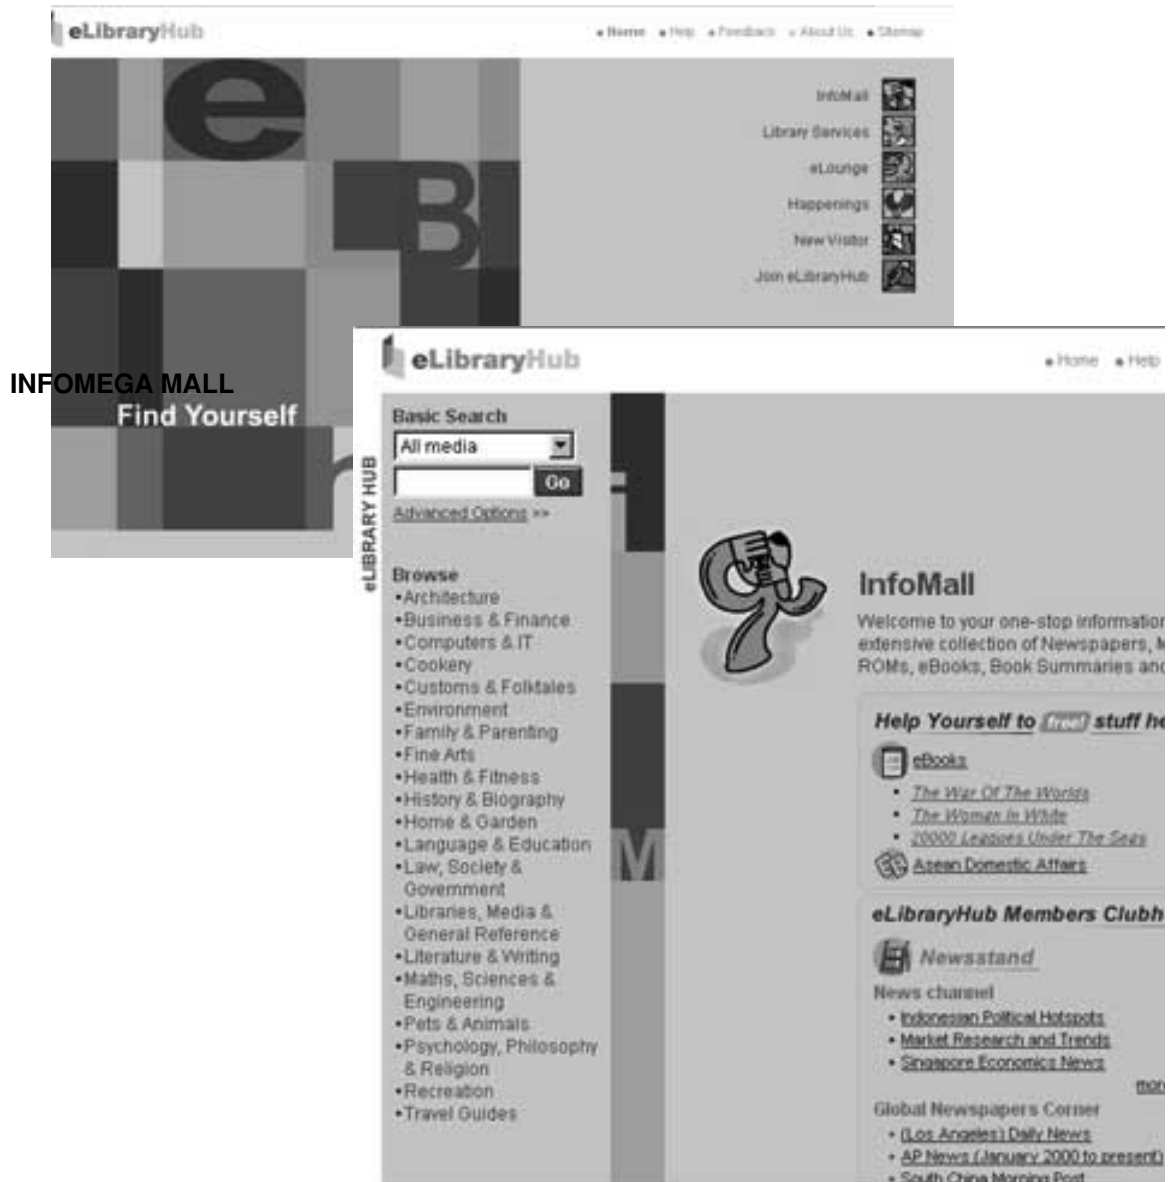 eLibraryHub
Home Help Feedback About Us Sitemap
InfoMall
Library Services
eLounge
Happenings
New Visitor
Join eLibraryHub
e
B
INFOMEGA MALL
Find Yourself
eLIBRARY HUB
eLibraryHub
Home Help
Basic Search
All media
Go
Advanced Options >>
Browse
•Architecture
•Business & Finance
•Computers & IT
•Cookery
•Customs & Folktales
•Environment
•Family & Parenting
•Fine Arts
•Health & Fitness
•History & Biography
•Home & Garden
•Language & Education
•Law, Society &
Government
•Libraries, Media &
General Reference
•Literature & Writing
•Maths, Sciences &
Engineering
•Pets & Animals
•Psychology, Philosophy
& Religion
•Recreation
•Travel Guides
M
InfoMall
Welcome to your one-stop information
extensive collection of Newspapers, M
ROMs, eBooks, Book Summaries and
Help Yourself to free! stuff he
eBooks
• The War Of The Worlds
• The Woman In White
• 20000 Leagues Under The Seas
Asean Domestic Affairs
eLibraryHub Members Clubh
Newsstand
News channel
• Indonesian Political Hotspots
• Market Research and Trends
• Singapore Economics News
more
Global Newspapers Corner
• (Los Angeles) Daily News
• AP News (January 2000 to present)
• South China Morning Post